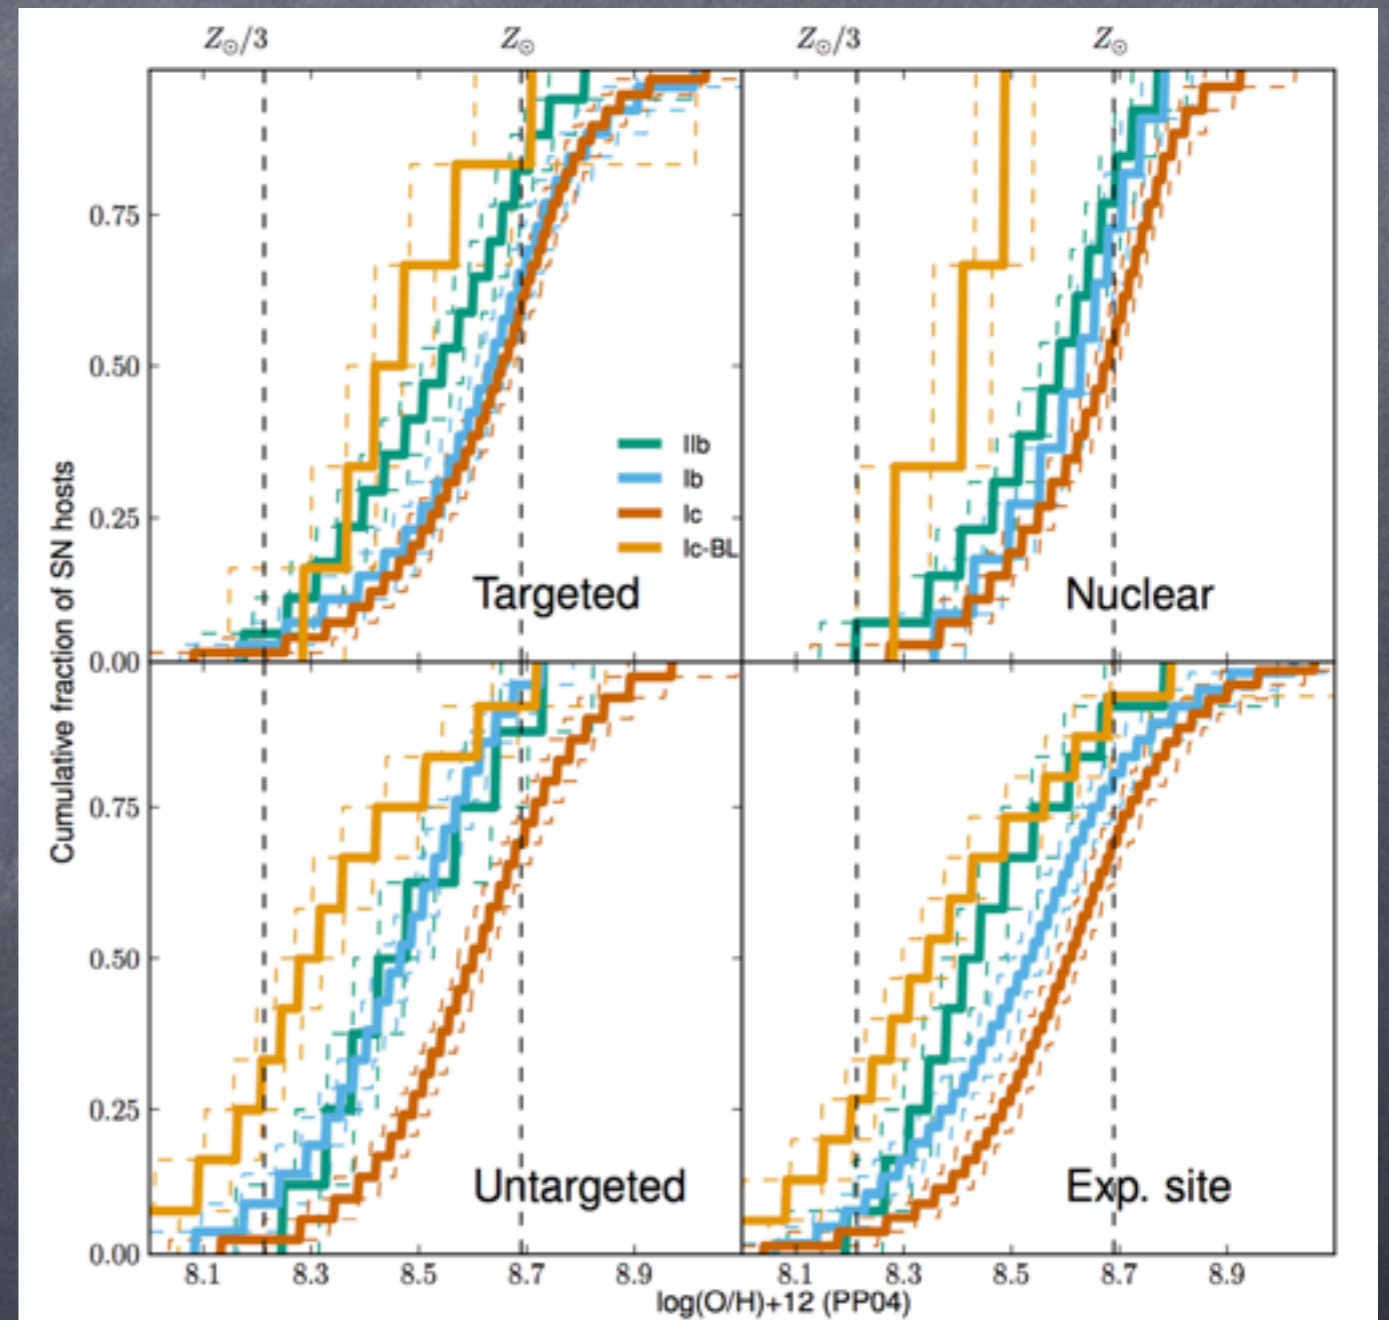 Z⊙/3 Z⊙ Z⊙/3 Z⊙
0.75
0.50
0.25
0.00
IIb
Ib
Ic
Ic-BL
Targeted
Nuclear
Cumulative fraction of SN hosts
0.75
0.50
0.25
0.00
Untargeted
Exp. site
8.1 8.3 8.5 8.7 8.9 8.1 8.3 8.5 8.7 8.9
log(O/H)+12 (PP04)